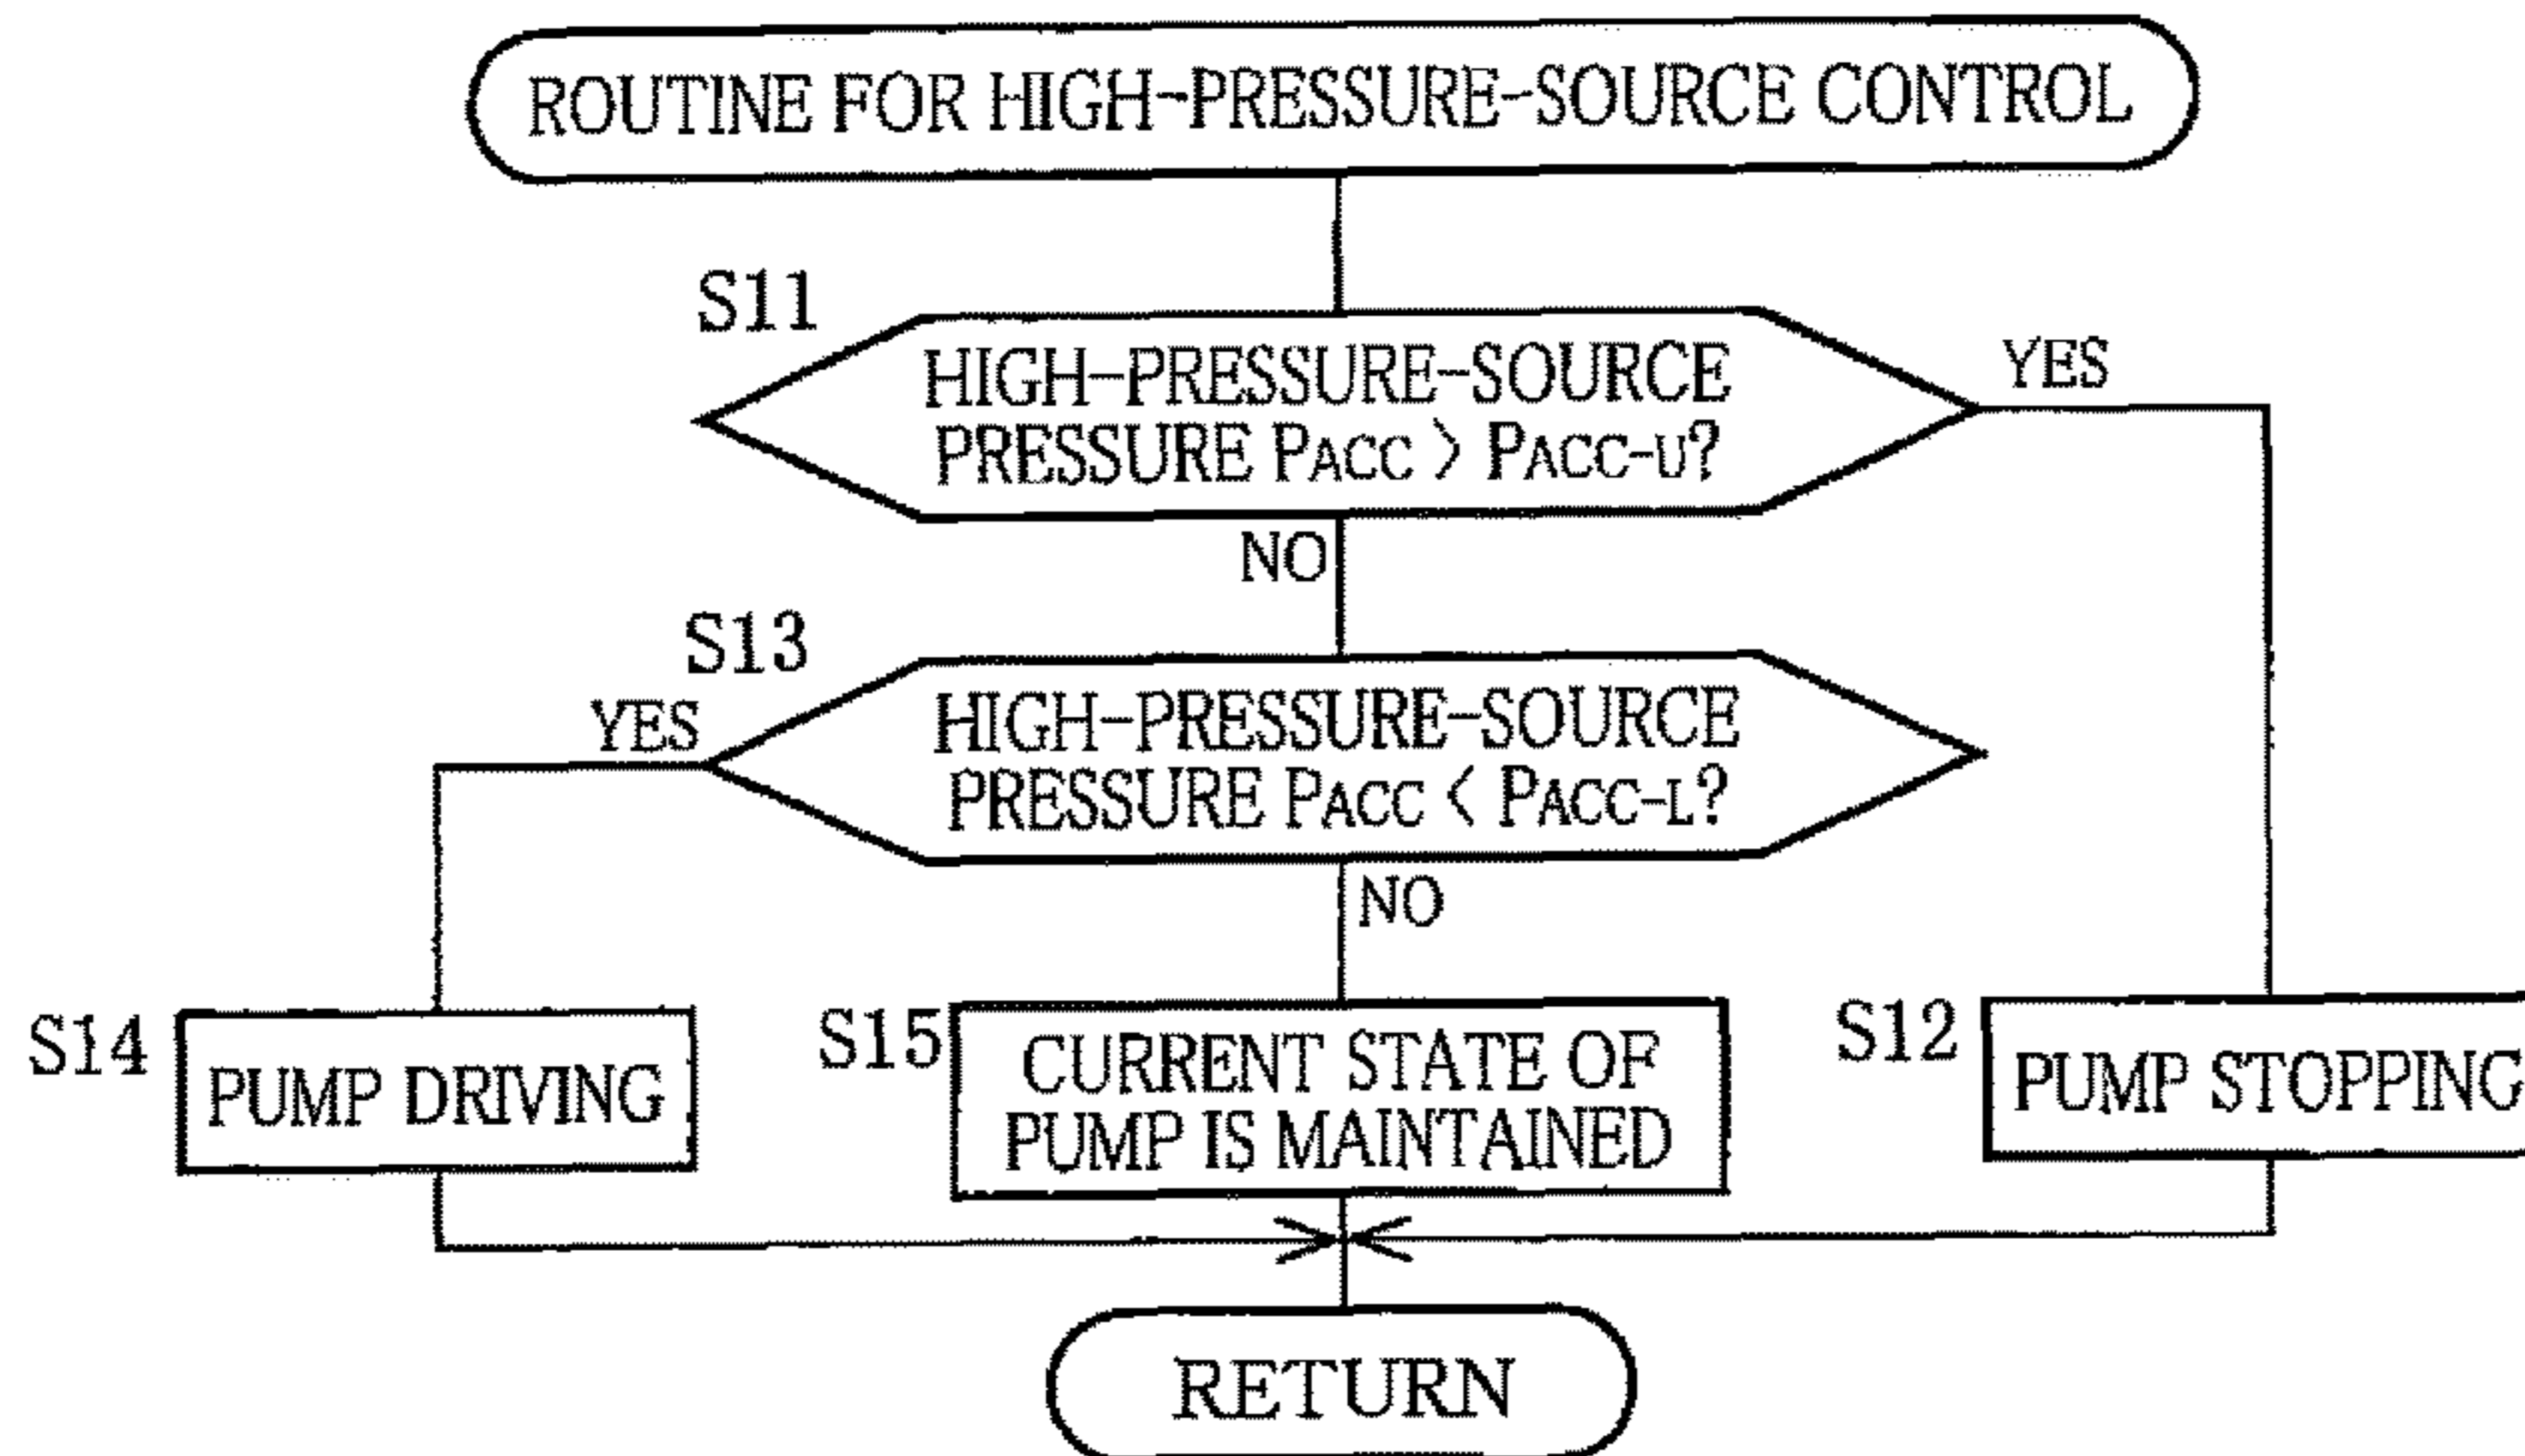 ROUTINE FOR HIGH-PRESSURE-SOURCE CONTROL
S11
HIGH-PRESSURE-SOURCE
PRESSURE PACC > PACC-U?
YES
NO
S13
HIGH-PRESSURE-SOURCE
PRESSURE PACC < PACC-L?
YES
NO
S14
PUMP DRIVING
S15
CURRENT STATE OF
PUMP IS MAINTAINED
S12
PUMP STOPPING
RETURN